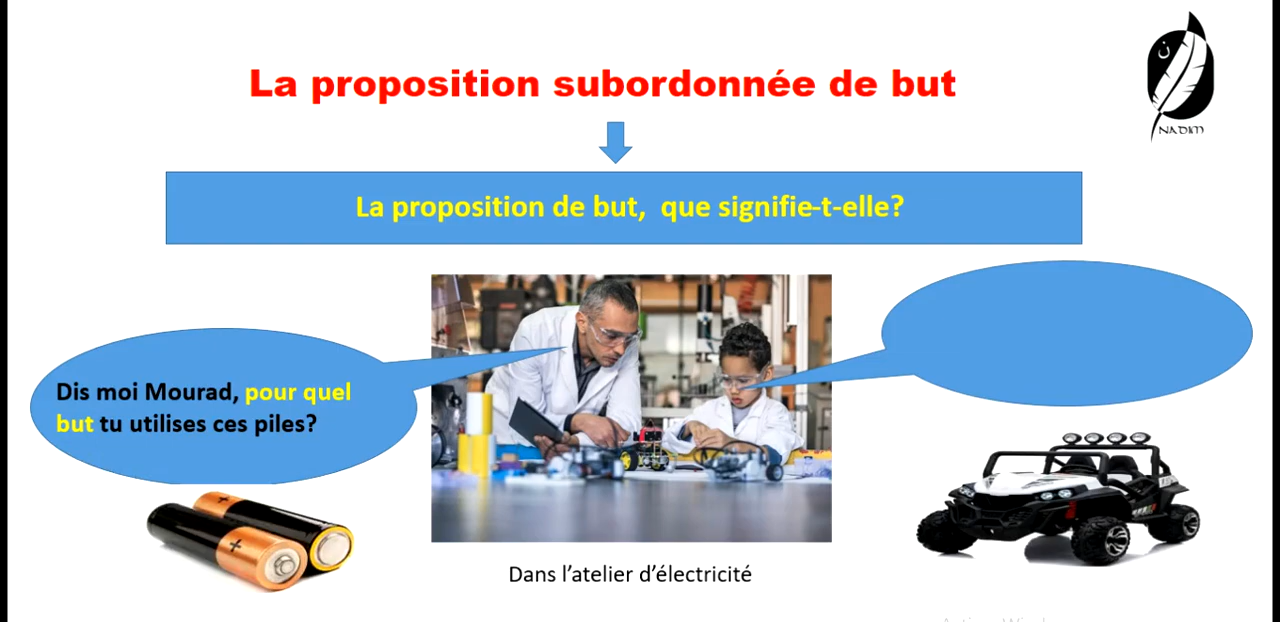 La proposition subordonnée de but
NADIM
La proposition de but, que signifie-t-elle?
Dis moi Mourad, pour quel
but tu utilises ces piles?
Dans l’atelier d’électricité